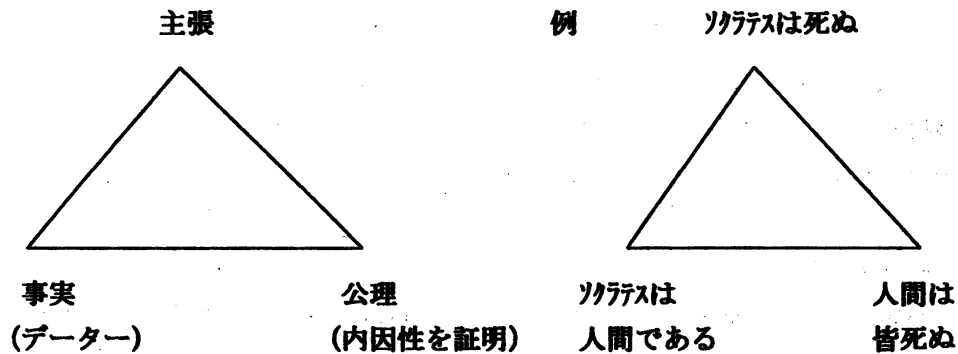 主張
例
ソクラテスは死ぬ
事実
(データー)
公理
(内因性を証明)
ソクラテスは
人間である
人間は
皆死ぬ